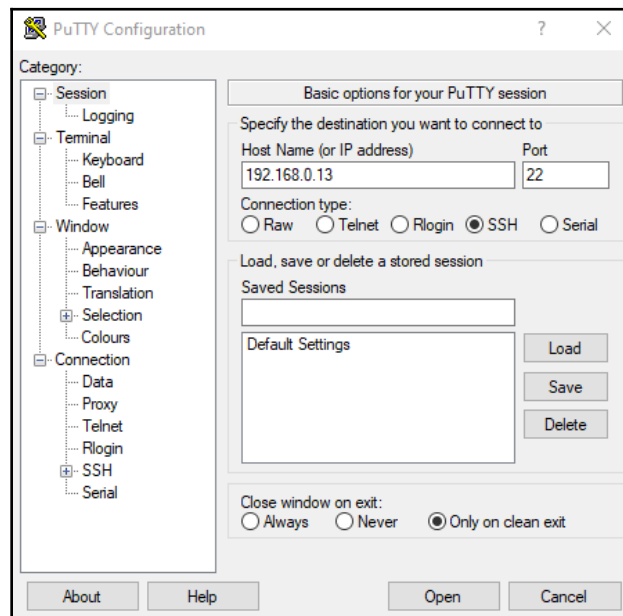 PuTTY Configuration
Category:
Session
Logging
Terminal
Keyboard
Bell
Features
Window
Appearance
Behaviour
Translation
Selection
Colours
Connection
Data
Proxy
Telnet
Rlogin
SSH
Serial
Basic options for your PuTTY session
Specify the destination you want to connect to
Host Name (or IP address) Port
192.168.0.13 22
Connection type:
Raw Telnet Rlogin SSH Serial
Load, save or delete a stored session
Saved Sessions
Default Settings
Load
Save
Delete
Close window on exit:
Always Never Only on clean exit
About Help Open Cancel